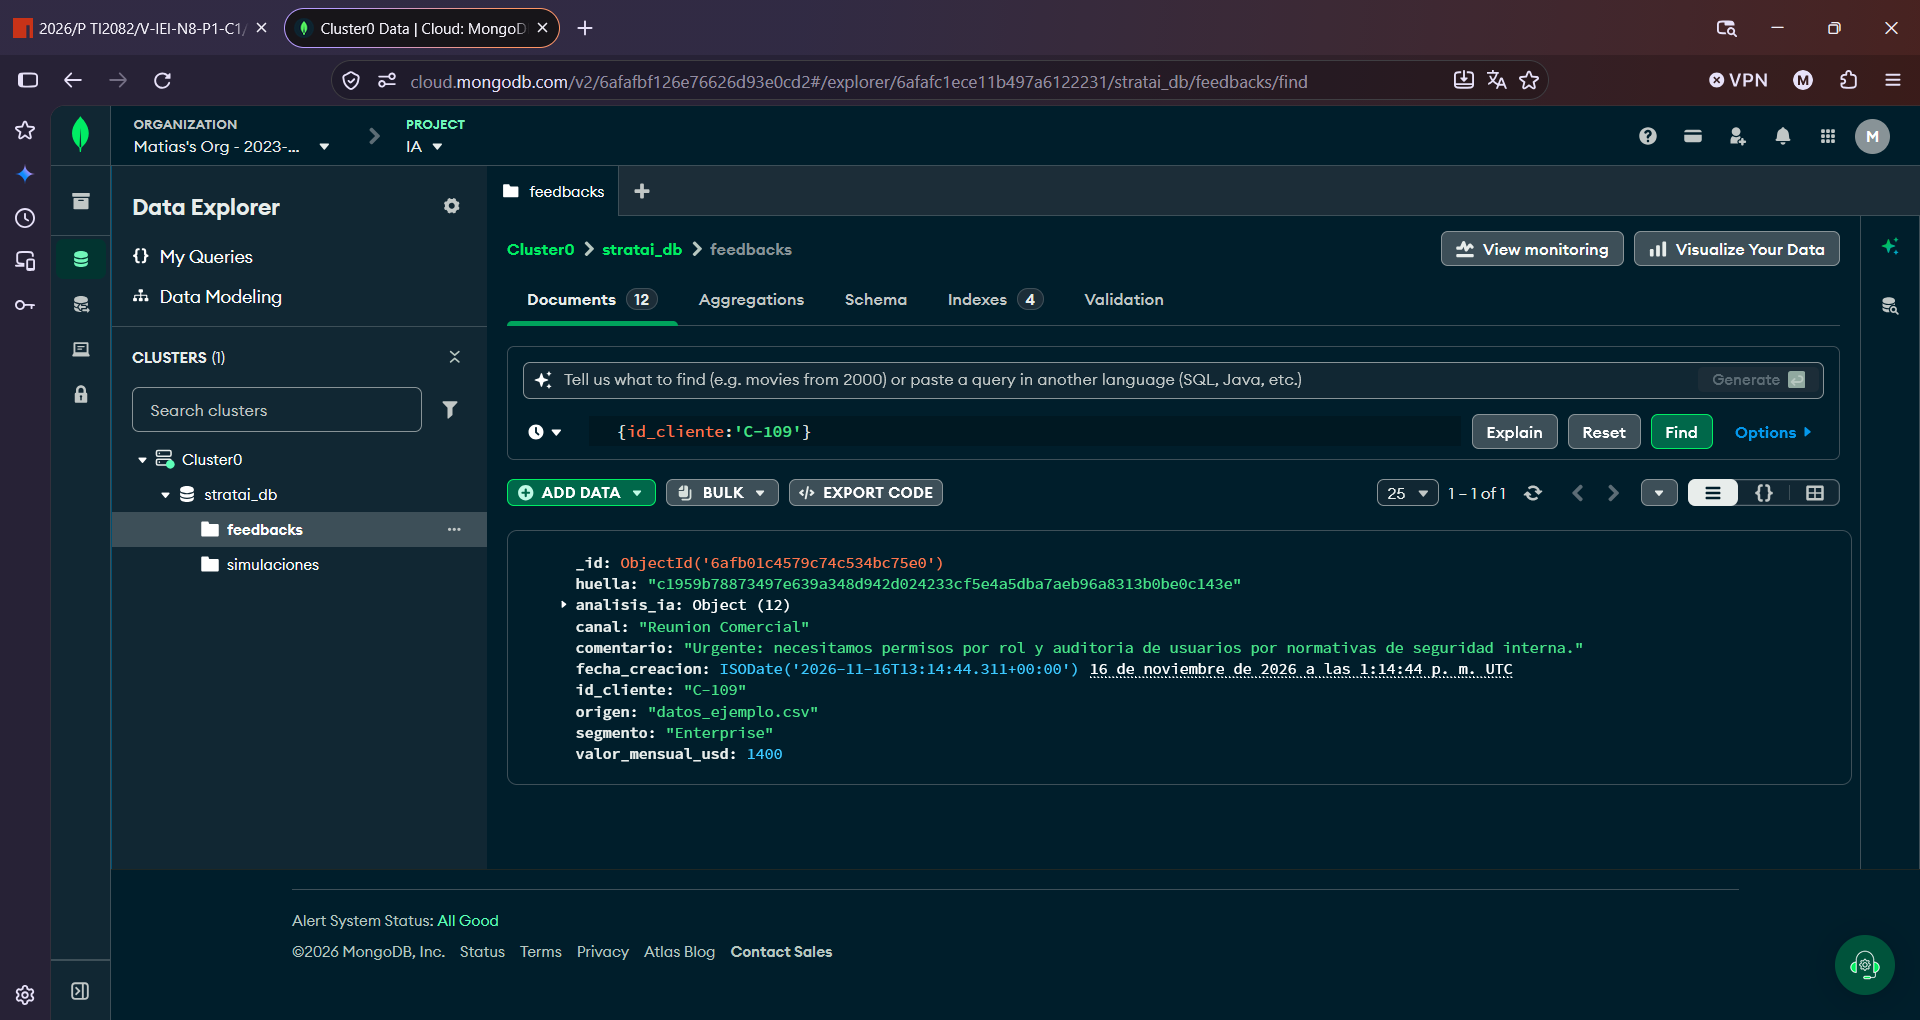 2026/P TI2082/V-IEI-N8-P1-C1/
Cluster0 Data | Cloud: MongoD
cloud.mongodb.com/v2/6afafbf126e76626d93e0cd2#/explorer/6afafc1ece11b497a6122231/stratai_db/feedbacks/find
VPN
M
ORGANIZATION
Matias's Org - 2023-...
PROJECT
IA
M
Data Explorer
My Queries
Data Modeling
CLUSTERS (1)
Search clusters
Cluster0
stratai_db
feedbacks
simulaciones
feedbacks
Cluster0 > stratai_db > feedbacks
View monitoring
Visualize Your Data
Documents 12
Aggregations
Schema
Indexes 4
Validation
Tell us what to find (e.g. movies from 2000) or paste a query in another language (SQL, Java, etc.)
Generate
{id_cliente:'C-109'}
Explain
Reset
Find
Options
ADD DATA
BULK
EXPORT CODE
25
1 – 1 of 1
_id: ObjectId('6afb01c4579c74c534bc75e0')
huella: "c1959b78873497e639a348d942d024233cf5e4a5dba7aeb96a8313b0be0c143e"
analisis_ia: Object (12)
canal: "Reunion Comercial"
comentario: "Urgente: necesitamos permisos por rol y auditoria de usuarios por normativas de seguridad interna."
fecha_creacion: ISODate('2026-11-16T13:14:44.311+00:00') 16 de noviembre de 2026 a las 1:14:44 p. m. UTC
id_cliente: "C-109"
origen: "datos_ejemplo.csv"
segmento: "Enterprise"
valor_mensual_usd: 1400
Alert System Status: All Good
©2026 MongoDB, Inc. Status Terms Privacy Atlas Blog Contact Sales